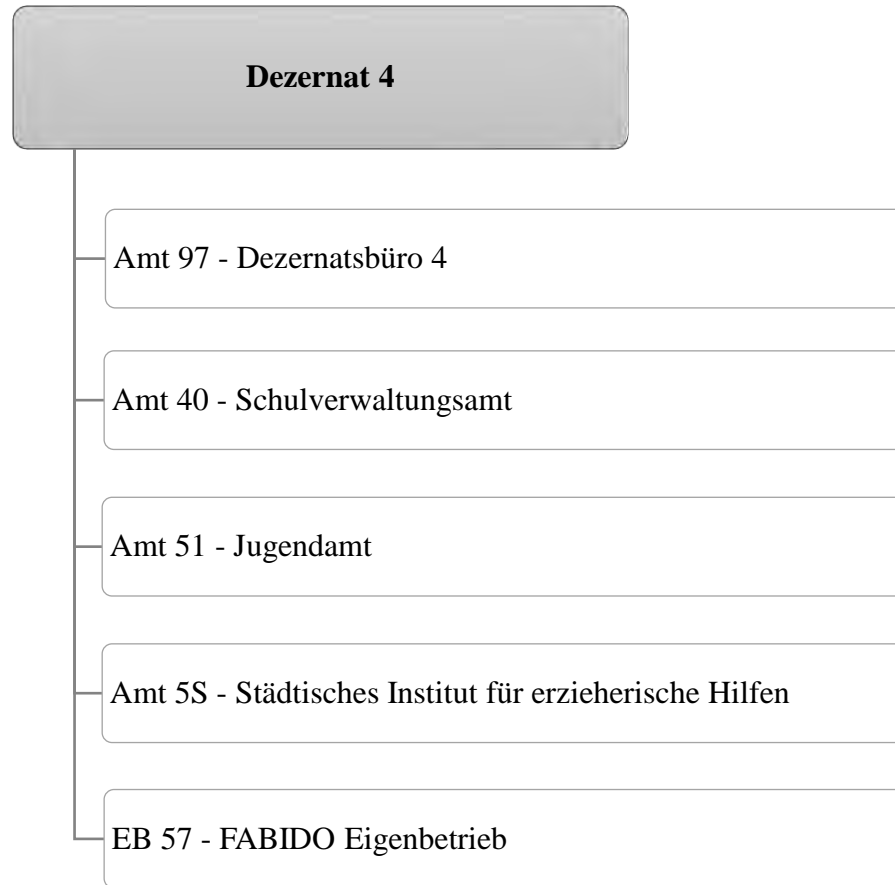 Dezernat 4
Amt 97 - Dezernatsbüro 4
Amt 40 - Schulverwaltungsamt
Amt 51 - Jugendamt
Amt 5S - Städtisches Institut für erzieherische Hilfen
EB 57 - FABIDO Eigenbetrieb